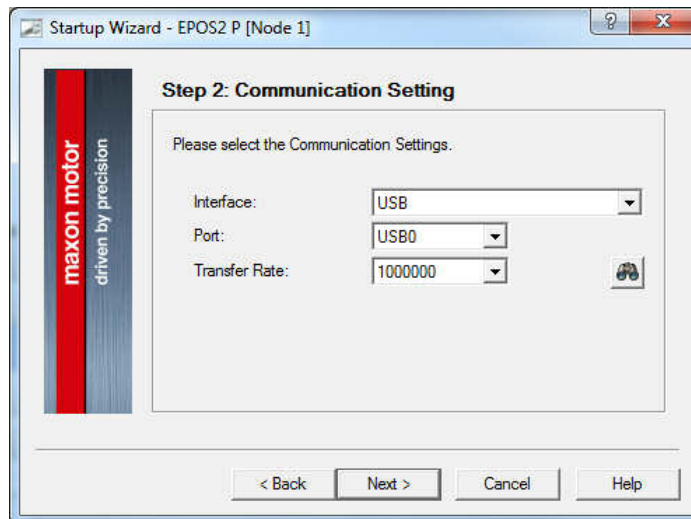 Startup Wizard - EPOS2 P [Node 1]
?
X
maxon motor
driven by precision
Step 2: Communication Setting
Please select the Communication Settings.
Interface: USB
Port: USB0
Transfer Rate: 1000000
< Back Next > Cancel Help